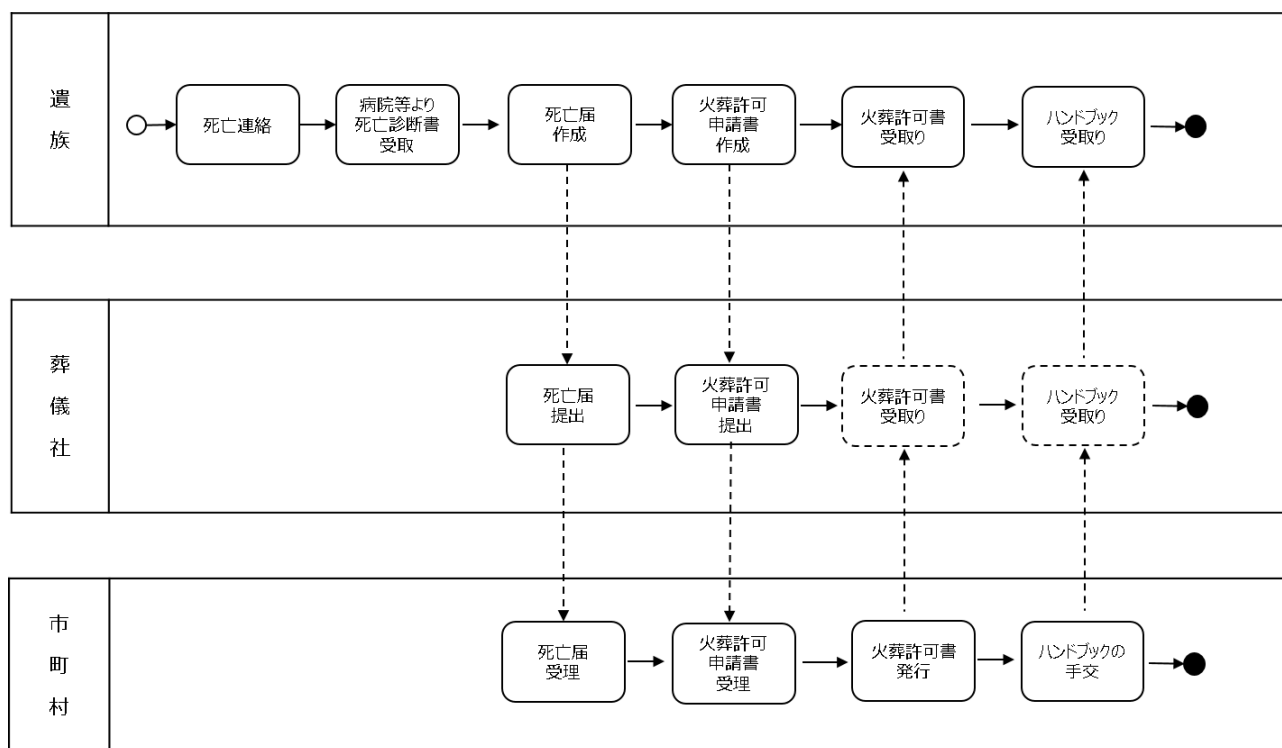 遺族
死亡連絡
病院等より
死亡診断書
受取
死亡届
作成
火葬許可
申請書
作成
火葬許可書
受取り
ハンドブック
受取り
葬儀社
死亡届
提出
火葬許可
申請書
提出
火葬許可書
受取り
ハンドブック
受取り
市町村
死亡届
受理
火葬許可
申請書
受理
火葬許可書
発行
ハンドブックの
手交